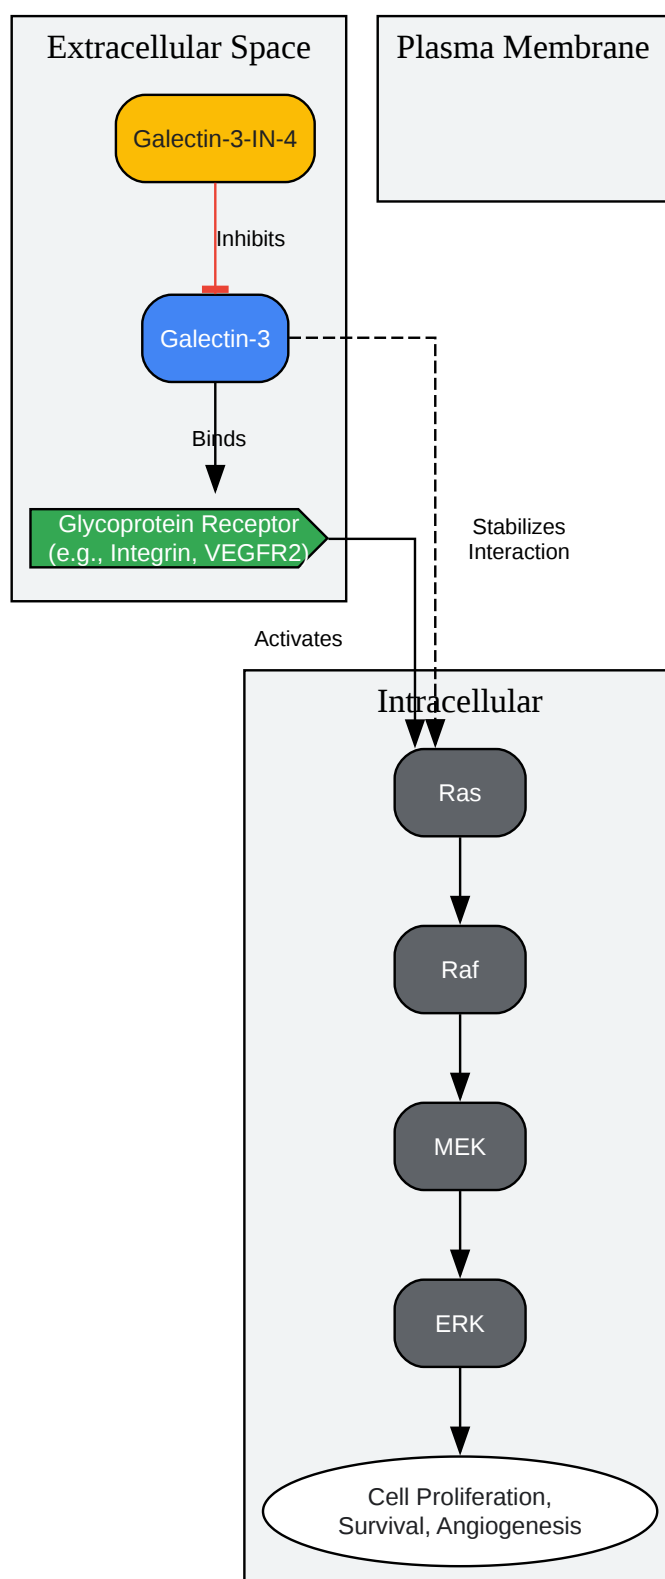 Extracellular Space
Plasma Membrane
Galectin-3-IN-4
Inhibits
Galectin-3
Binds
Glycoprotein Receptor
(e.g., Integrin, VEGFR2)
Stabilizes
Interaction
Activates
Intracellular
Ras
Raf
MEK
ERK
Cell Proliferation,
Survival, Angiogenesis